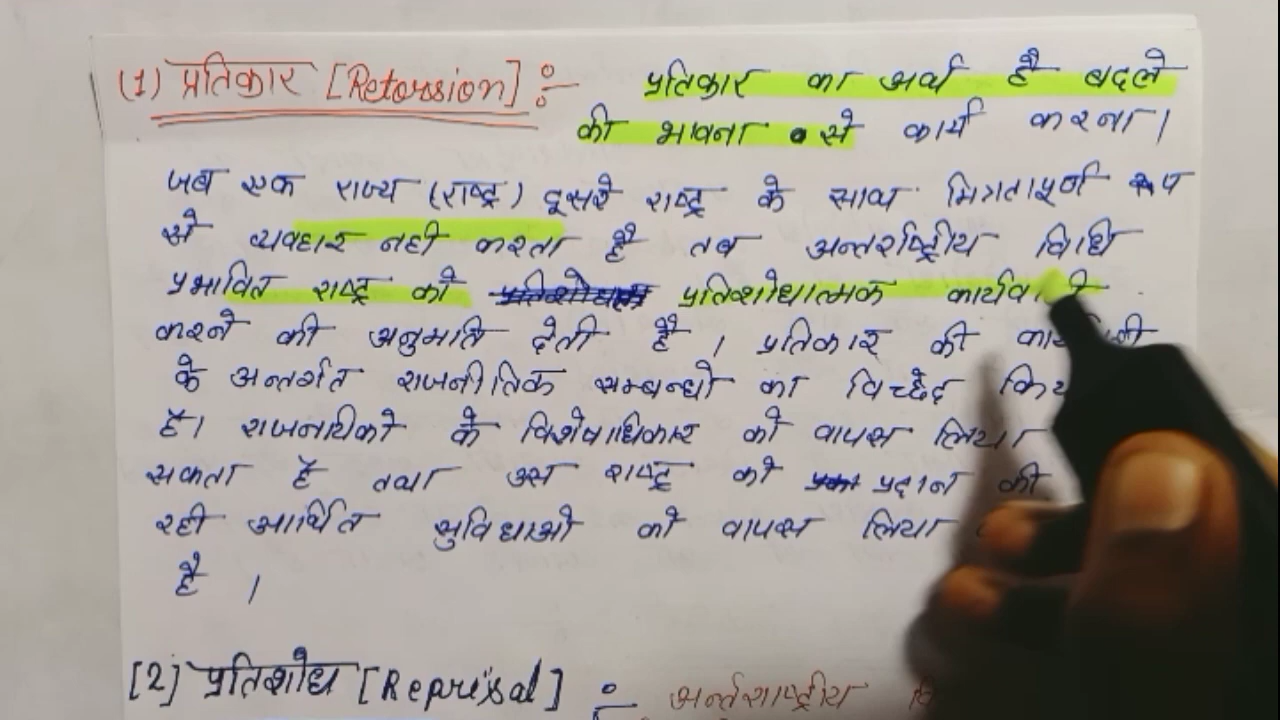 (1) प्रतिकार [Retorsion] :- प्रतिकार का अर्थ है बदले
की भावना से कार्य करना।
जब एक राज्य (राष्ट्र) दूसरे राष्ट्र के साथ मित्रतापूर्ण रूप
से व्यवहार नही करता है तब अन्तर्राष्ट्रीय विधि
प्रभावित राष्ट्र को प्रतिशोधात्मक
करने की अनुमति देती है । प्रतिकार की
के अन्तर्गत राजनीतिक सम्बन्धो का विच्छेद
है। राजनयिको के विशेषाधिकार को वापस लिया
सकता है तथा उस राष्ट्र को प्रदान की
रही आर्थित सुविधाओ को वापस लिया
है ।
[2] प्रतिशोध [Reprisal] :- अर्न्तराष्ट्रीय